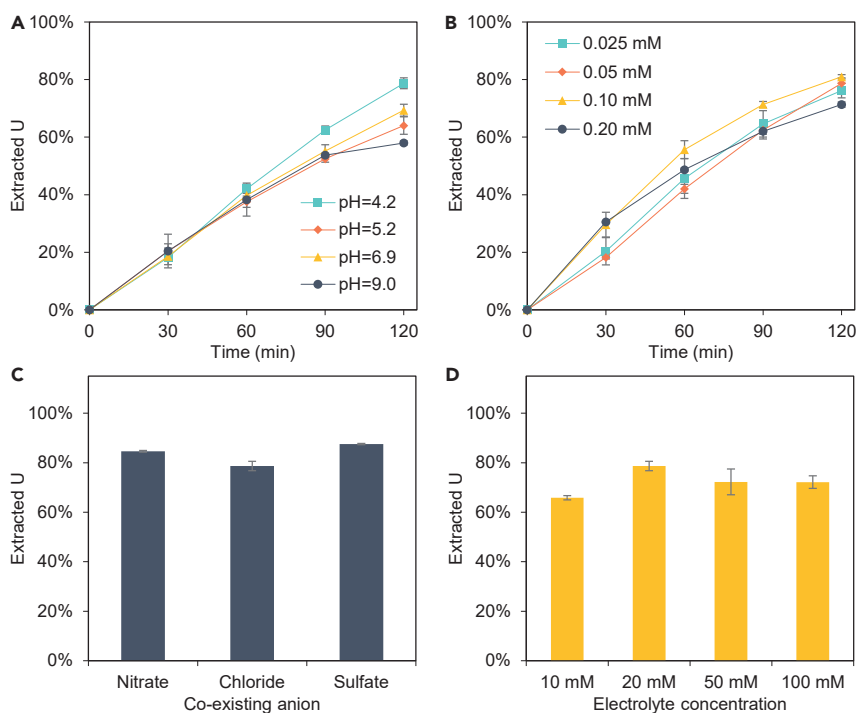 A
Extracted U
100%
80%
60%
40%
20%
0%
0
30
60
90
120
Time (min)
pH=4.2
pH=5.2
pH=6.9
pH=9.0
B
Extracted U
100%
80%
60%
40%
20%
0%
0
30
60
90
120
Time (min)
0.025 mM
0.05 mM
0.10 mM
0.20 mM
C
Extracted U
100%
80%
60%
40%
20%
0%
Nitrate
Chloride
Sulfate
Co-existing anion
D
Extracted U
100%
80%
60%
40%
20%
0%
10 mM
20 mM
50 mM
100 mM
Electrolyte concentration